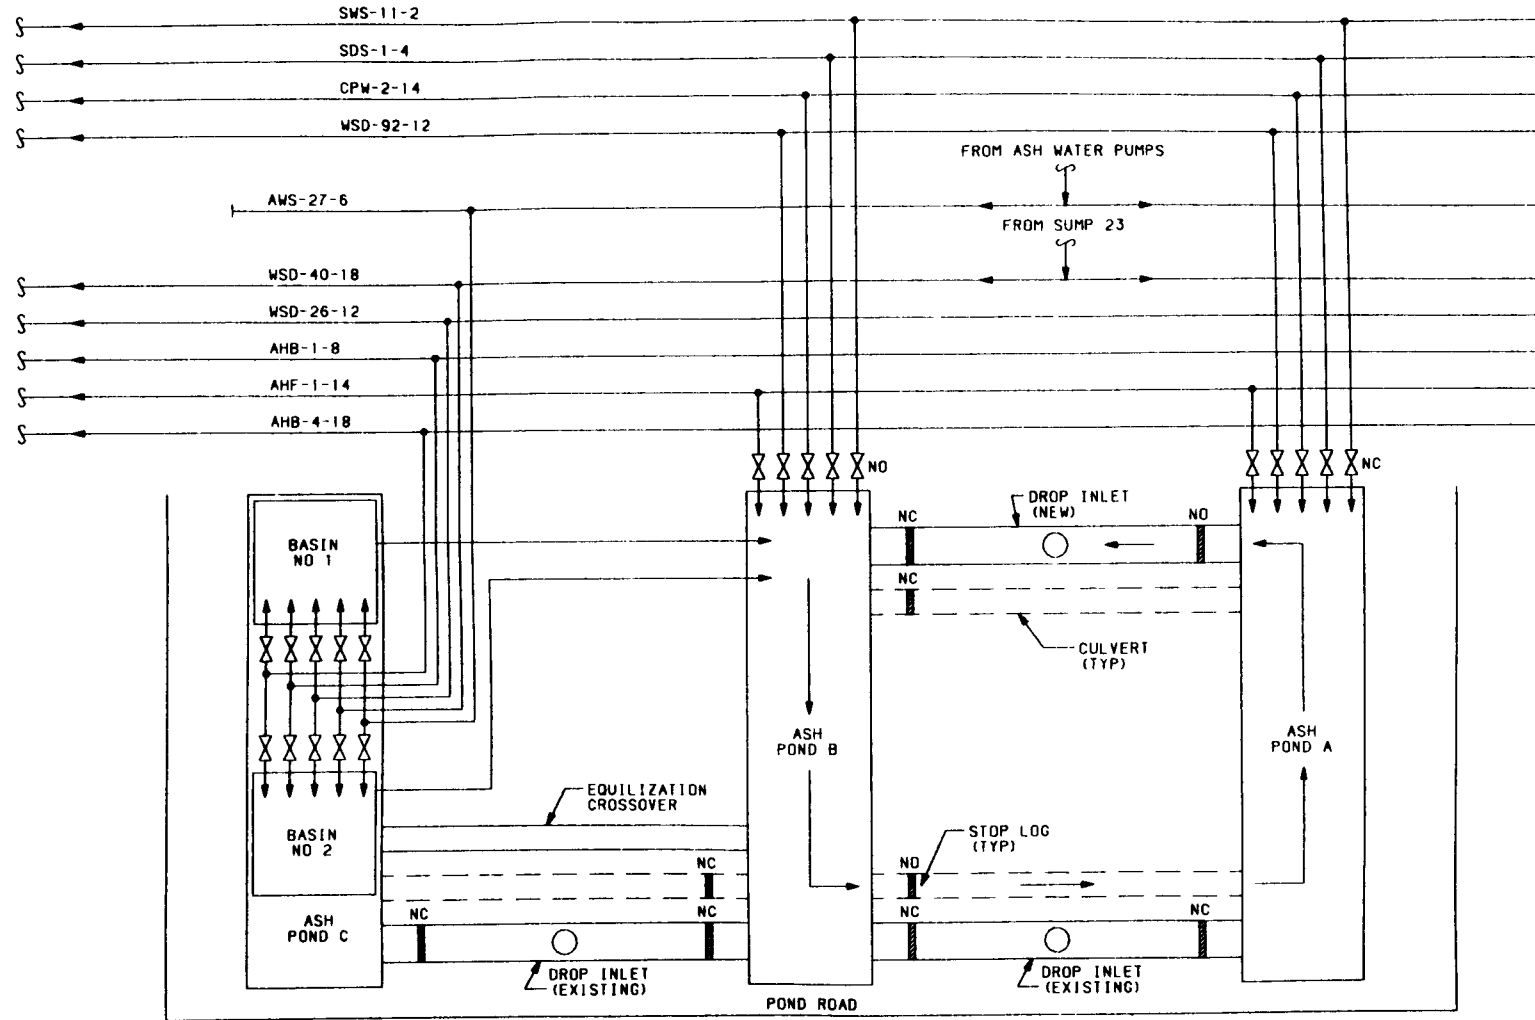 SWS-11-2
SDS-1-4
CPW-2-14
WSD-92-12
FROM ASH WATER PUMPS
AWS-27-6
FROM SUMP 23
WSD-40-18
WSD-26-12
AHB-1-8
AHF-1-14
AHB-4-18
NO
NC
DROP INLET
(NEW)
NC
NO
BASIN
NO 1
NC
CULVERT
(TYP)
ASH
POND B
ASH
POND A
EQUILIZATION
CROSSOVER
BASIN
NO 2
STOP LOG
(TYP)
NC
NO
NC
NC
NC
NC
ASH
POND C
DROP INLET
(EXISTING)
DROP INLET
(EXISTING)
POND ROAD